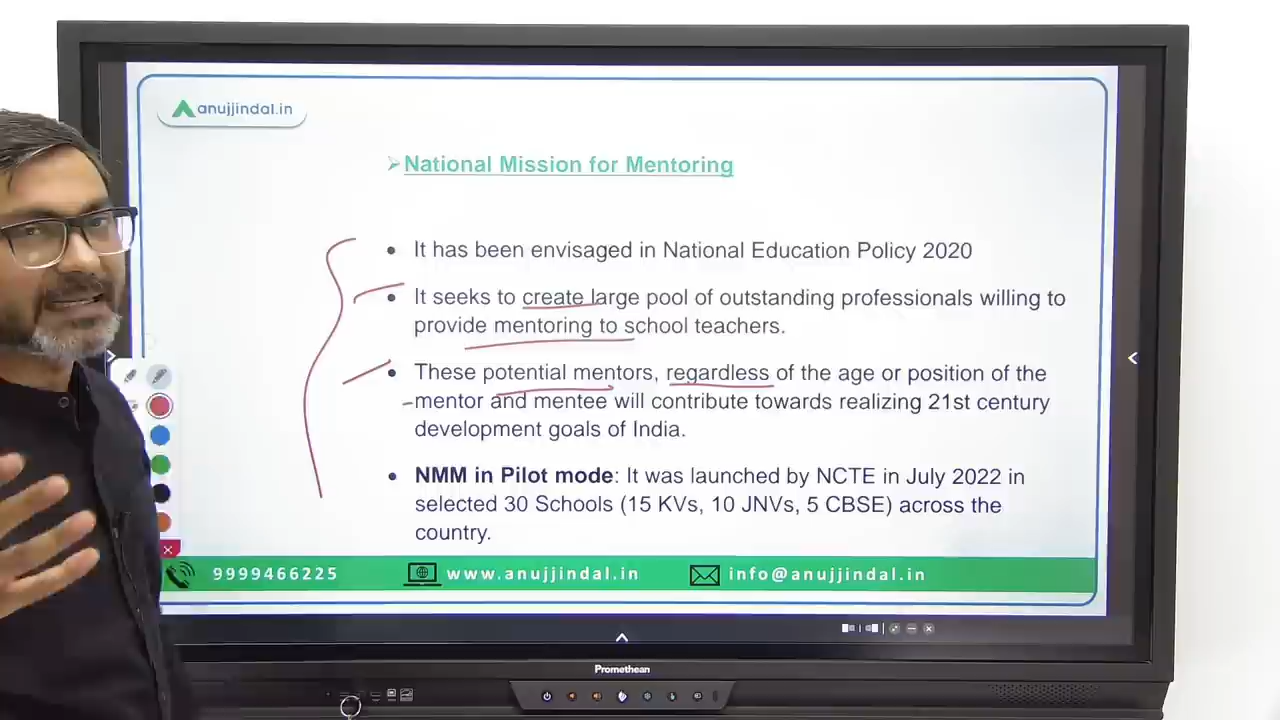 anujjindal.in
National Mission for Mentoring
It has been envisaged in National Education Policy 2020
It seeks to create large pool of outstanding professionals willing to
provide mentoring to school teachers.
These potential mentors, regardless of the age or position of the
mentor and mentee will contribute towards realizing 21st century
development goals of India.
NMM in Pilot mode: It was launched by NCTE in July 2022 in
selected 30 Schools (15 KVs, 10 JNVs, 5 CBSE) across the
country.
9999466225 www.anujjindal.in info@anujjindal.in
Promethean